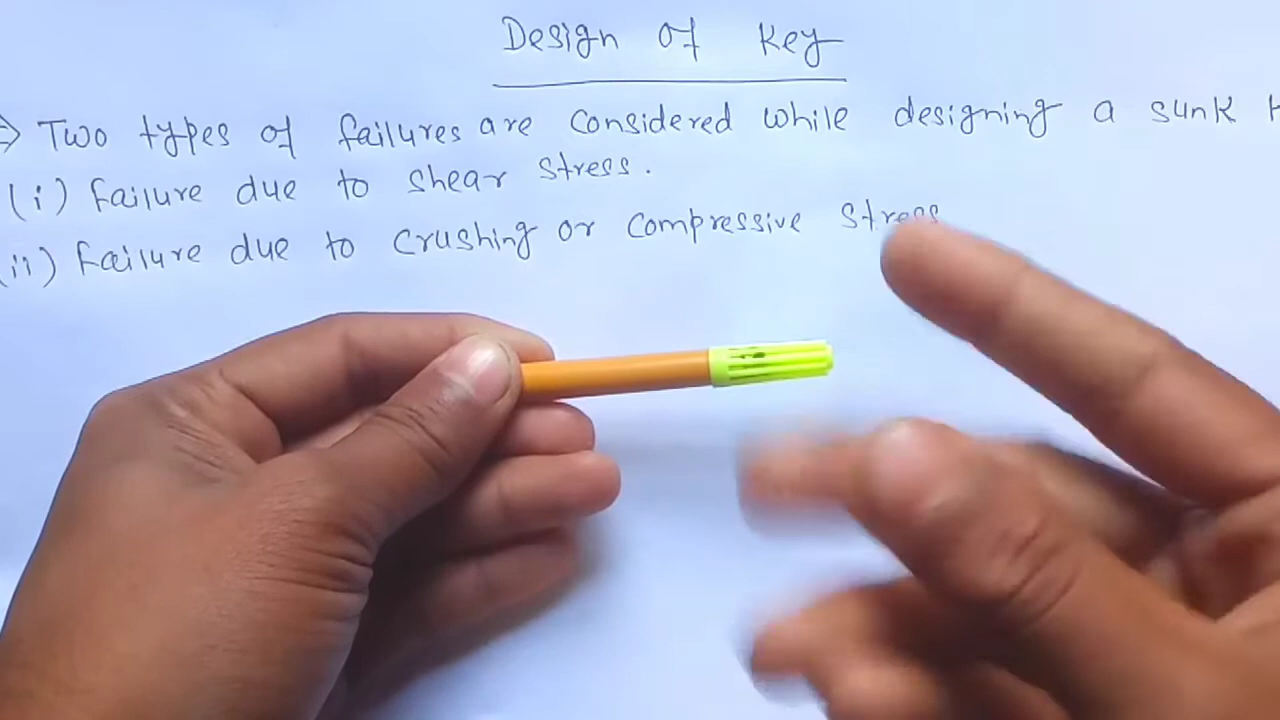 Design of Key
=> Two types of failures are considered while designing a sunk
(i) Failure due to shear stress.
(ii) Failure due to crushing or compressive stress